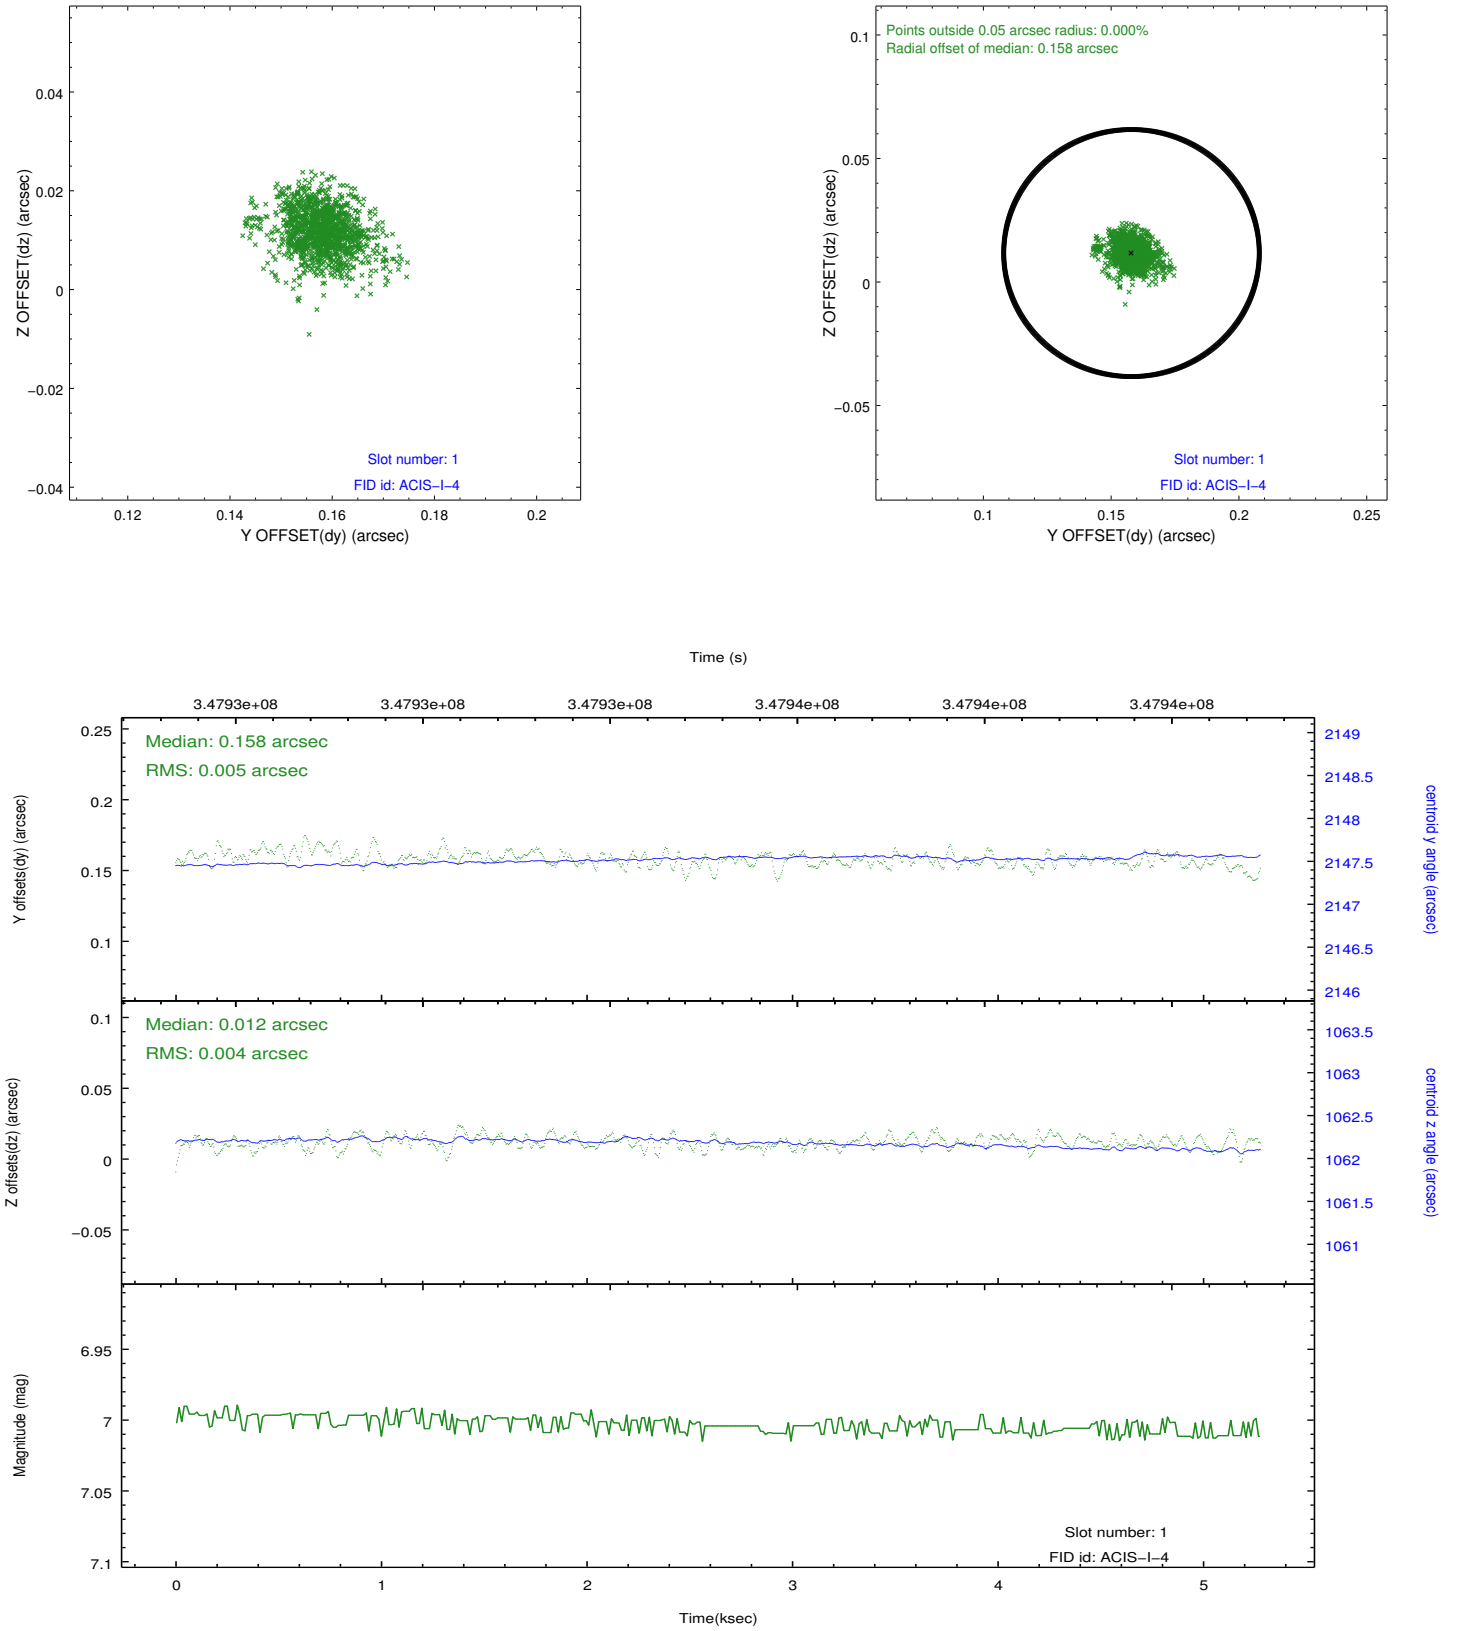 0.04
0.02
0
−0.02
−0.04
Z OFFSET(dz) (arcsec)
Slot number: 1
FID id: ACIS−I−4
0.12 0.14 0.16 0.18 0.2
Y OFFSET(dy) (arcsec)
Points outside 0.05 arcsec radius: 0.000%
Radial offset of median: 0.158 arcsec
0.1
0.05
0
−0.05
Z OFFSET(dz) (arcsec)
Slot number: 1
FID id: ACIS−I−4
0.1 0.15 0.2 0.25
Y OFFSET(dy) (arcsec)
Time (s)
3.4793e+08 3.4793e+08 3.4793e+08 3.4794e+08 3.4794e+08 3.4794e+08
Median: 0.158 arcsec
RMS: 0.005 arcsec
0.25
0.2
0.15
0.1
Y offsets(dy) (arcsec)
2149
2148.5
2148
2147.5
2147
2146.5
2146
centroid y angle (arcsec)
Median: 0.012 arcsec
RMS: 0.004 arcsec
0.1
0.05
0
−0.05
Z offsets(dz) (arcsec)
1063.5
1063
1062.5
1062
1061.5
1061
centroid z angle (arcsec)
6.95
7
7.05
7.1
Magnitude (mag)
Slot number: 1
FID id: ACIS−I−4
0 1 2 3 4 5
Time(ksec)